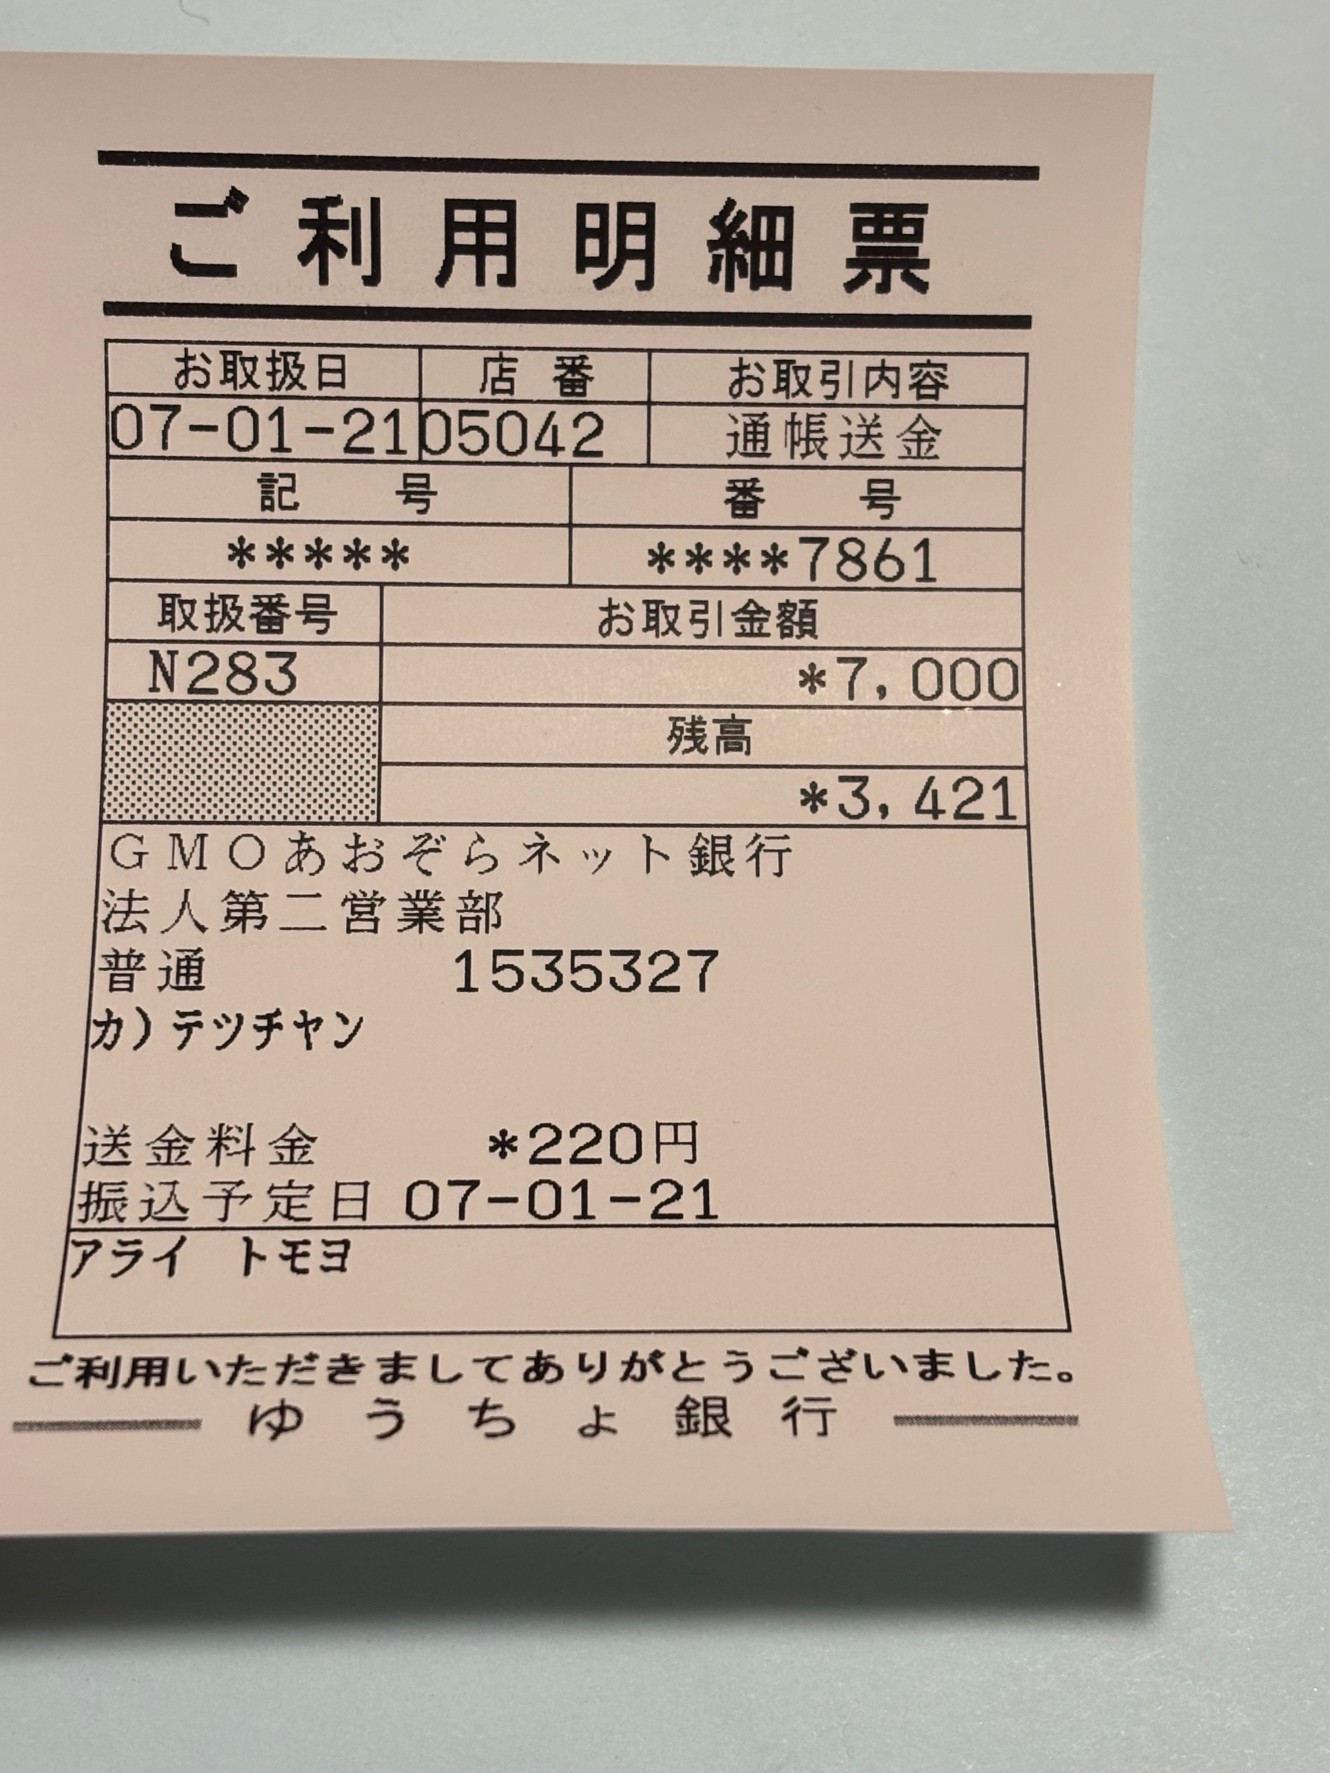 ご利用明細票
お取扱日 店番 お取引内容
07-01-21 05042 通帳送金
記号 番号
***** ****7861
取扱番号 お取引金額
N283 *7,000
残高
*3,421
GMOあおぞらネット銀行
法人第二営業部
普通 1535327
カ)テツチヤン
送金料金 *220円
振込予定日 07-01-21
アライ トモヨ
ご利用いただきましてありがとうございました。
ゆうちょ銀行